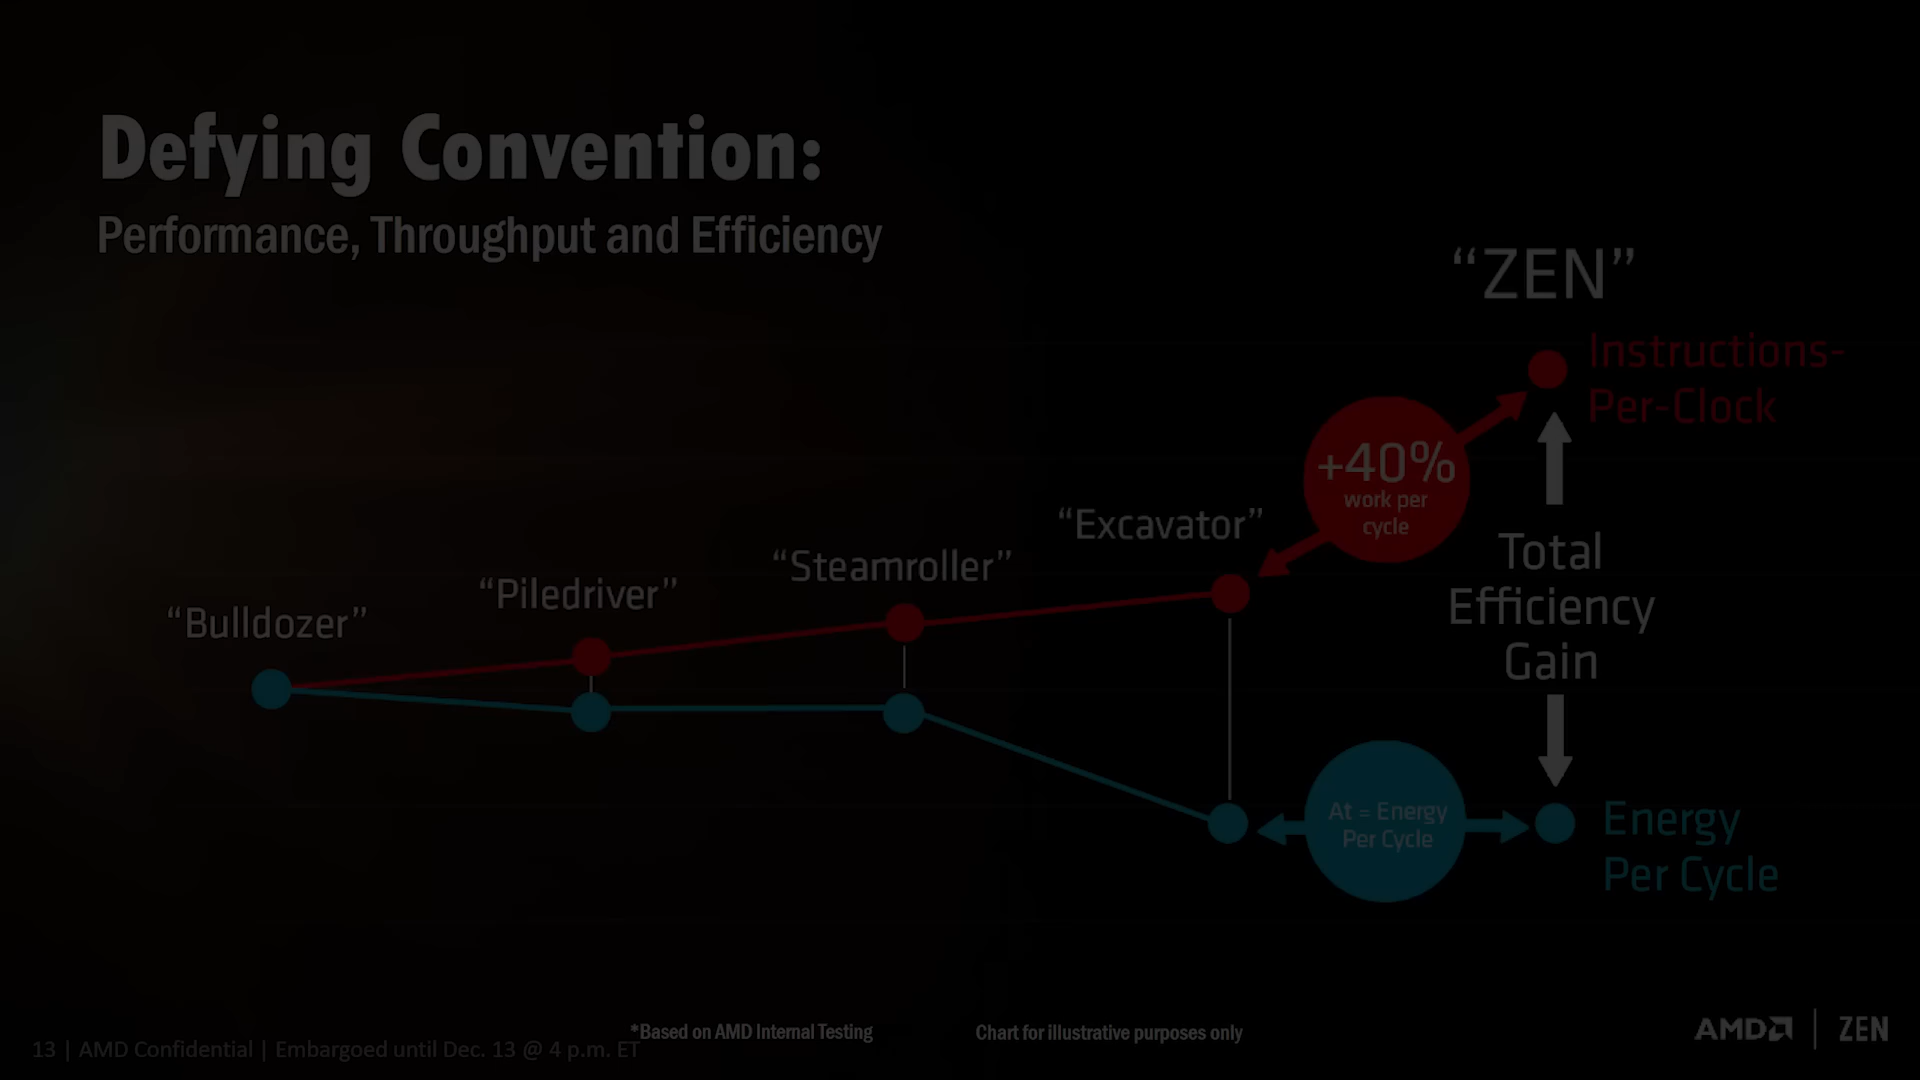 Defying Convention:
Performance, Throughput and Efficiency
“ZEN”
Instructions-
Per-Clock
+40%
work per
cycle
“Excavator”
“Steamroller”
“Piledriver”
“Bulldozer”
Total
Efficiency
Gain
At = Energy
Per Cycle
Energy
Per Cycle
*Based on AMD Internal Testing
Chart for illustrative purposes only
13 | AMD Confidential | Embargoed until Dec. 13 @ 4 p.m. ET
AMD | ZEN